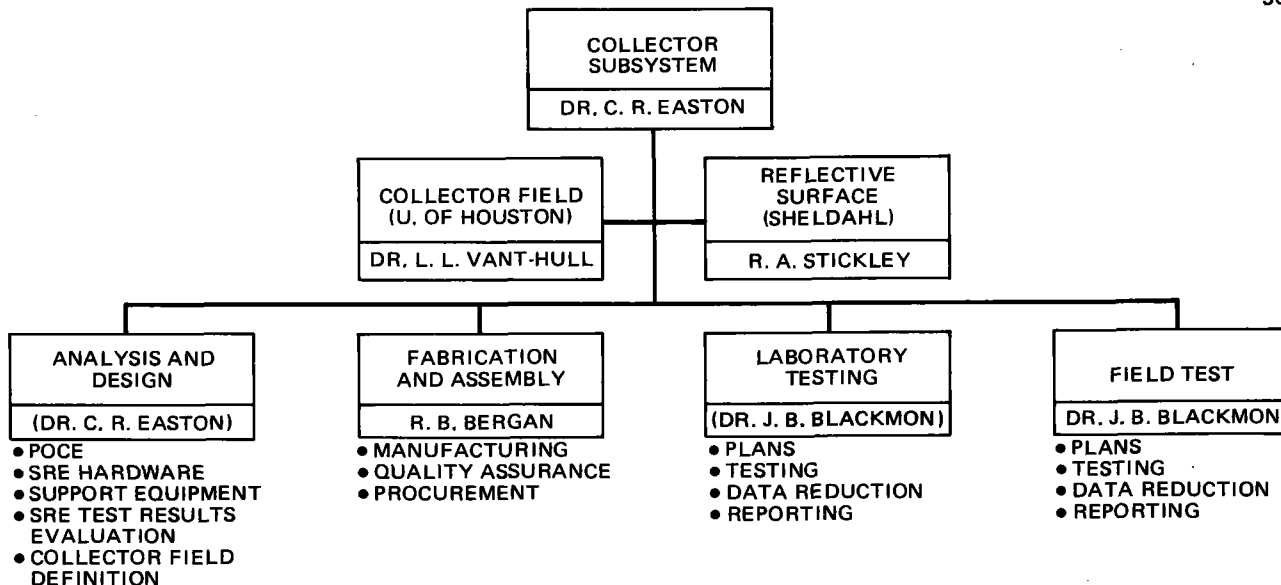 COLLECTOR
SUBSYSTEM
DR. C. R. EASTON
COLLECTOR FIELD
(U. OF HOUSTON)
DR. L. L. VANT-HULL
REFLECTIVE
SURFACE
(SHELDAHL)
R. A. STICKLEY
ANALYSIS AND
DESIGN
(DR. C. R. EASTON)
• POCE
• SRE HARDWARE
• SUPPORT EQUIPMENT
• SRE TEST RESULTS
EVALUATION
• COLLECTOR FIELD
DEFINITION
FABRICATION
AND ASSEMBLY
R. B. BERGAN
• MANUFACTURING
• QUALITY ASSURANCE
• PROCUREMENT
LABORATORY
TESTING
(DR. J. B. BLACKMON)
• PLANS
• TESTING
• DATA REDUCTION
• REPORTING
FIELD TEST
DR. J. B. BLACKMON
• PLANS
• TESTING
• DATA REDUCTION
• REPORTING